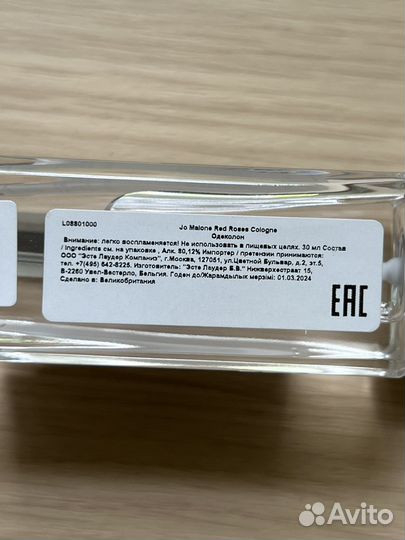 L08801000
Jo Malone Red Roses Cologne
Одеколон
Внимание: легко воспламеняется! Не использовать в пищевых целях. 30 мл Состав
/ Ingredients см. на упаковке , Алк. 80,12% Импортер / претензии принимаются:
ООО "Эсте Лаудер Компаниз", г.Москва, 127051, ул.Цветной Бульвар, д.2, эт.5,
тел. +7(495) 642-8225. Изготовитель: "Эсте Лаудер Б.В." Нижверхестраат 15,
B-2260 Увел-Вестерло, Бельгия. Годен до/Жарамдылык мерзімі: 01.03.2024
Сделано в: Великобритания
EAC
Avito